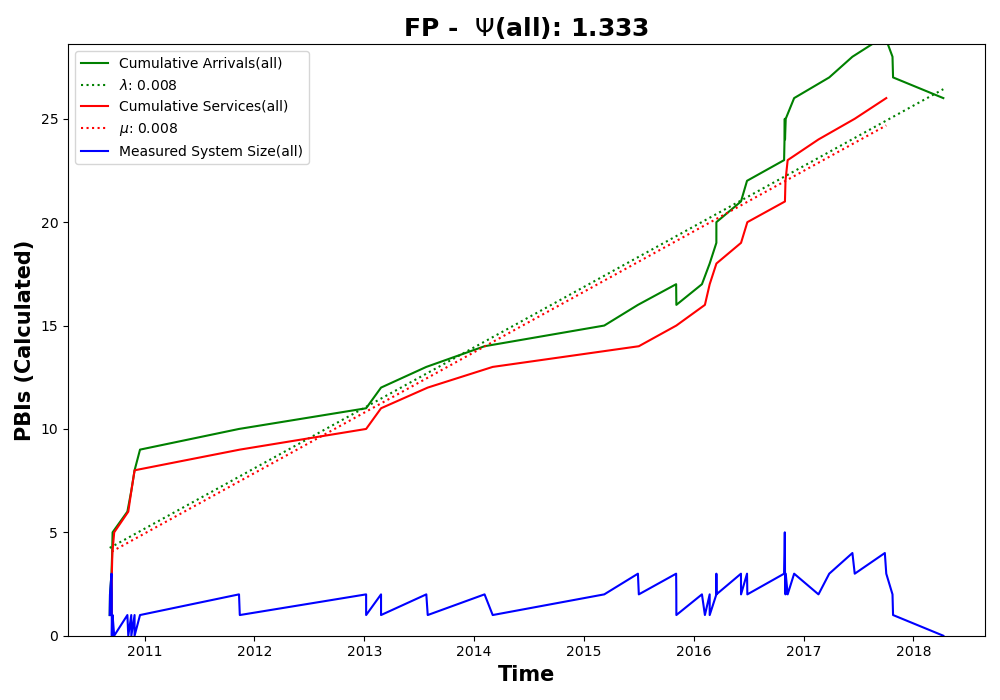 FP - Ψ(all): 1.333
Cumulative Arrivals(all)
λ: 0.008
Cumulative Services(all)
μ: 0.008
Measured System Size(all)
PBIs (Calculated)
25
20
15
10
5
0
2011 2012 2013 2014 2015 2016 2017 2018
Time